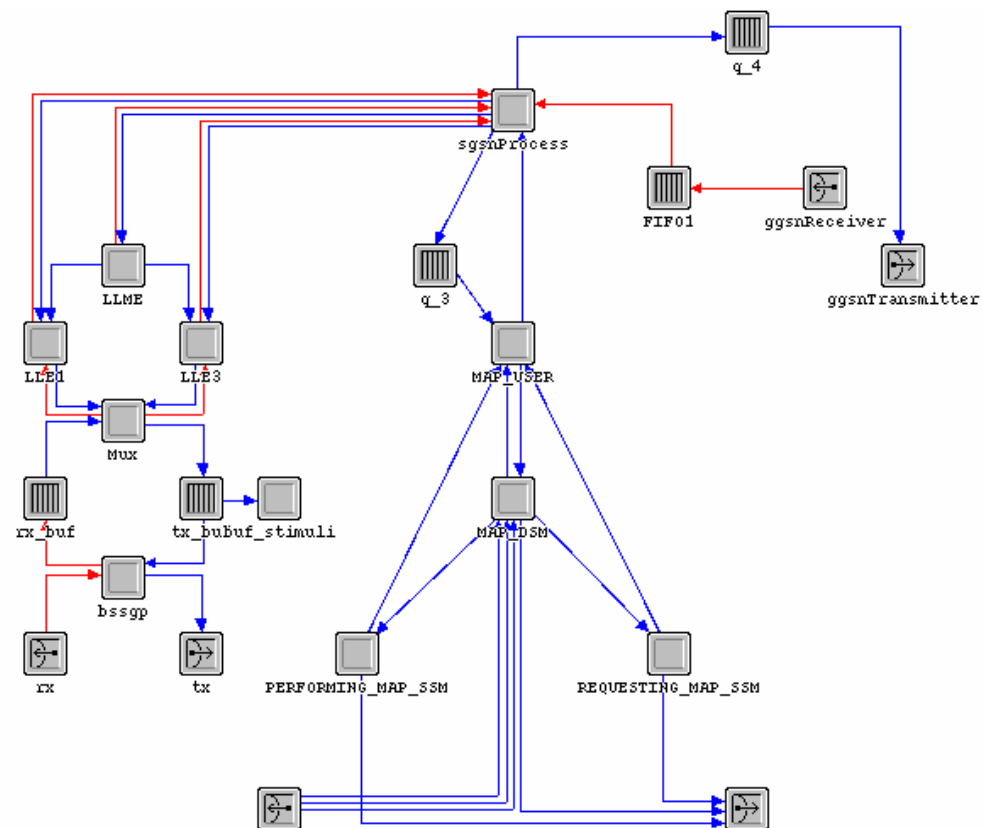 q_4
sgsnProcess
FIFO1
ggsnReceiver
LLME
q_3
ggsnTransmitter
LLE1
LLE3
MAP_USER
Mux
rx_buf
tx_bubuf_stimuli
MAP_DSM
bssgp
rx
tx
PERFORMING_MAP_SSM
REQUESTING_MAP_SSM